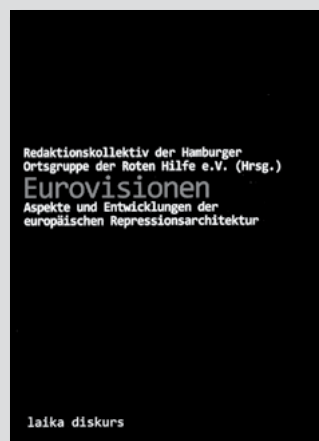 Redaktionskollektiv der Hamburger
Ortsgruppe der Roten Hilfe e.V. (Hrsg.)
Eurovisionen
Aspekte und Entwicklungen der
europäischen Repressionsarchitektur
laika diskurs